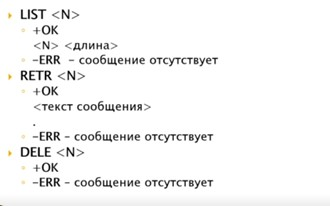 LIST <N>
+OK
<N> <длина>
-ERR - сообщение отсутствует
RETR <N>
+OK
<текст сообщения>
.
-ERR - сообщение отсутствует
DELE <N>
+OK
-ERR - сообщение отсутствует